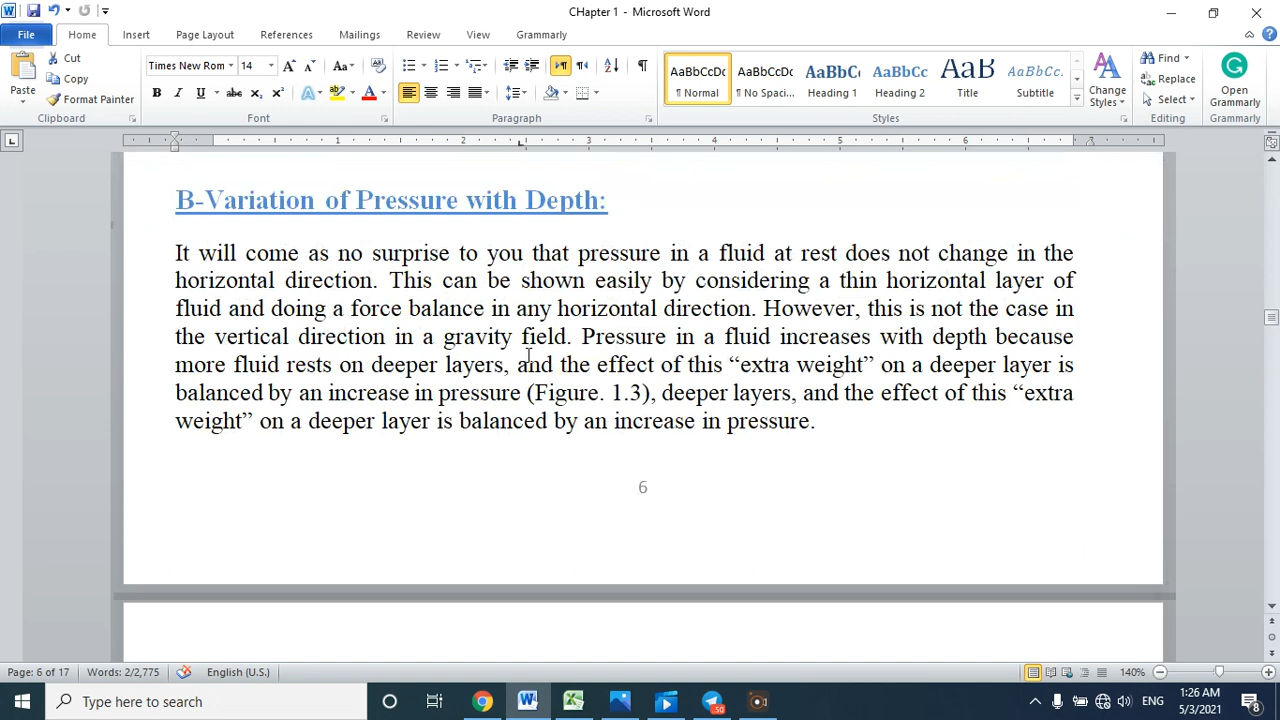 CHapter 1 - Microsoft Word
File Home Insert Page Layout References Mailings Review View Grammarly
Paste Cut Copy Format Painter
Times New Rom 14
AaBbCcDc AaBbCcDc AaBbC AaBbCc AaB AaBbCc.
¶ Normal ¶ No Spaci... Heading 1 Heading 2 Title Subtitle
Change Styles
Find Replace Select
Open Grammarly
Clipboard Font Paragraph Styles Editing Grammarly
1 2 3 4 5 6 7
B-Variation of Pressure with Depth:
It will come as no surprise to you that pressure in a fluid at rest does not change in the
horizontal direction. This can be shown easily by considering a thin horizontal layer of
fluid and doing a force balance in any horizontal direction. However, this is not the case in
the vertical direction in a gravity field. Pressure in a fluid increases with depth because
more fluid rests on deeper layers, and the effect of this “extra weight” on a deeper layer is
balanced by an increase in pressure (Figure. 1.3), deeper layers, and the effect of this “extra
weight” on a deeper layer is balanced by an increase in pressure.
6
Page: 6 of 17 Words: 2/2,775 English (U.S.) 140%
Type here to search
50
ENG
1:26 AM
5/3/2021
8